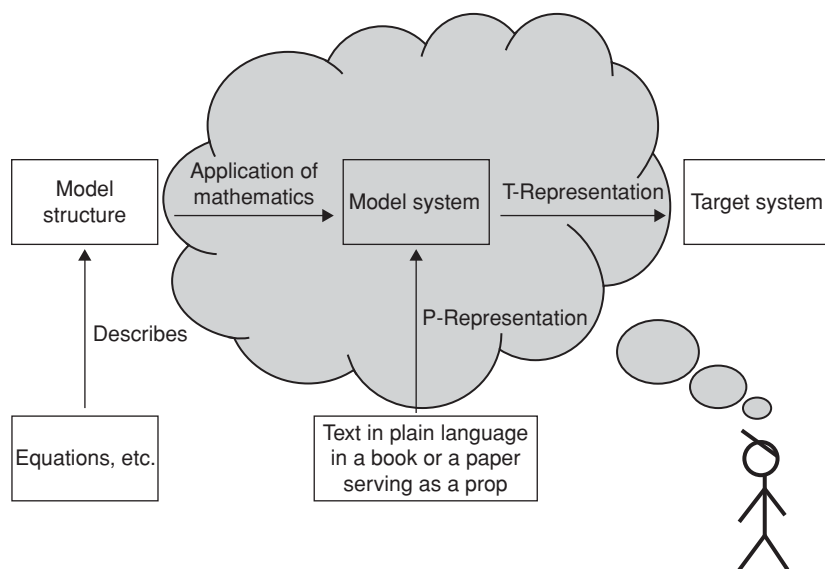 Application of
mathematics
Model
structure
Model system
T-Representation
Target system
Describes
P-Representation
Equations, etc.
Text in plain language
in a book or a paper
serving as a prop